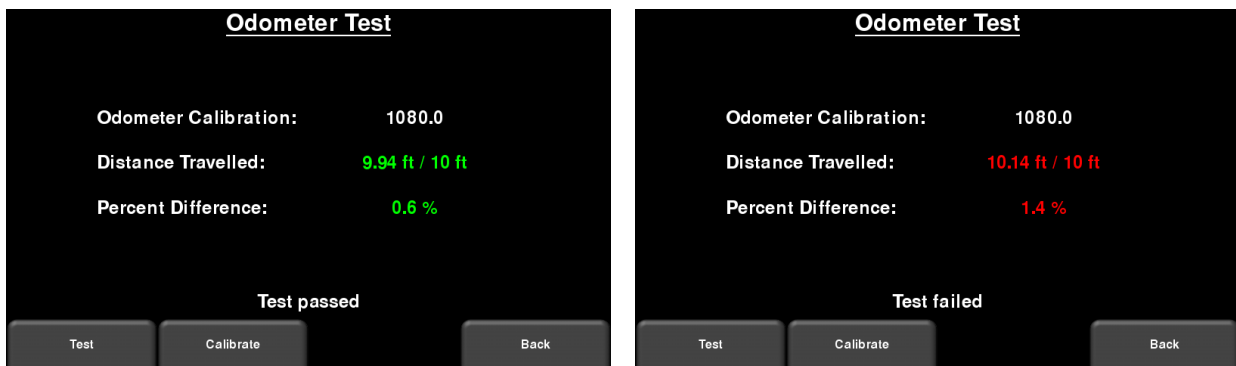 Odometer Test
Odometer Calibration: 1080.0
Distance Travelled: 9.94 ft / 10 ft
Percent Difference: 0.6 %
Test passed
Test Calibrate Back
Odometer Test
Odometer Calibration: 1080.0
Distance Travelled: 10.14 ft / 10 ft
Percent Difference: 1.4 %
Test failed
Test Calibrate Back